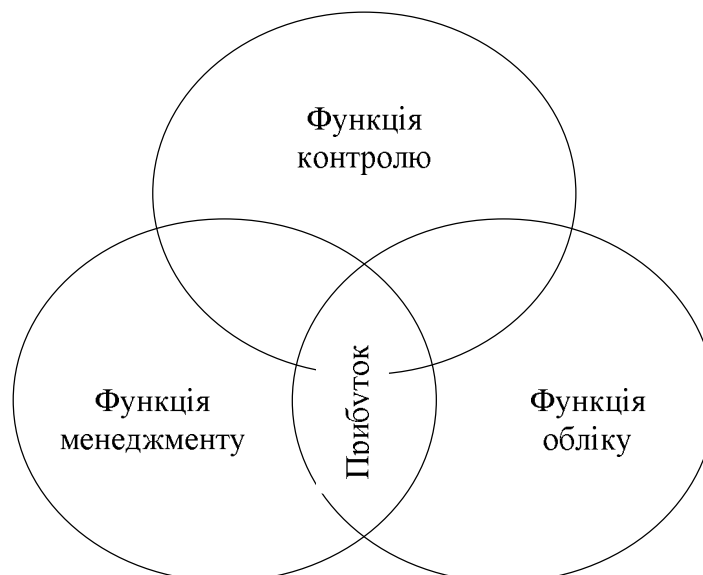 Функція
контролю
Функція
менеджменту
Прибуток
Функція
обліку